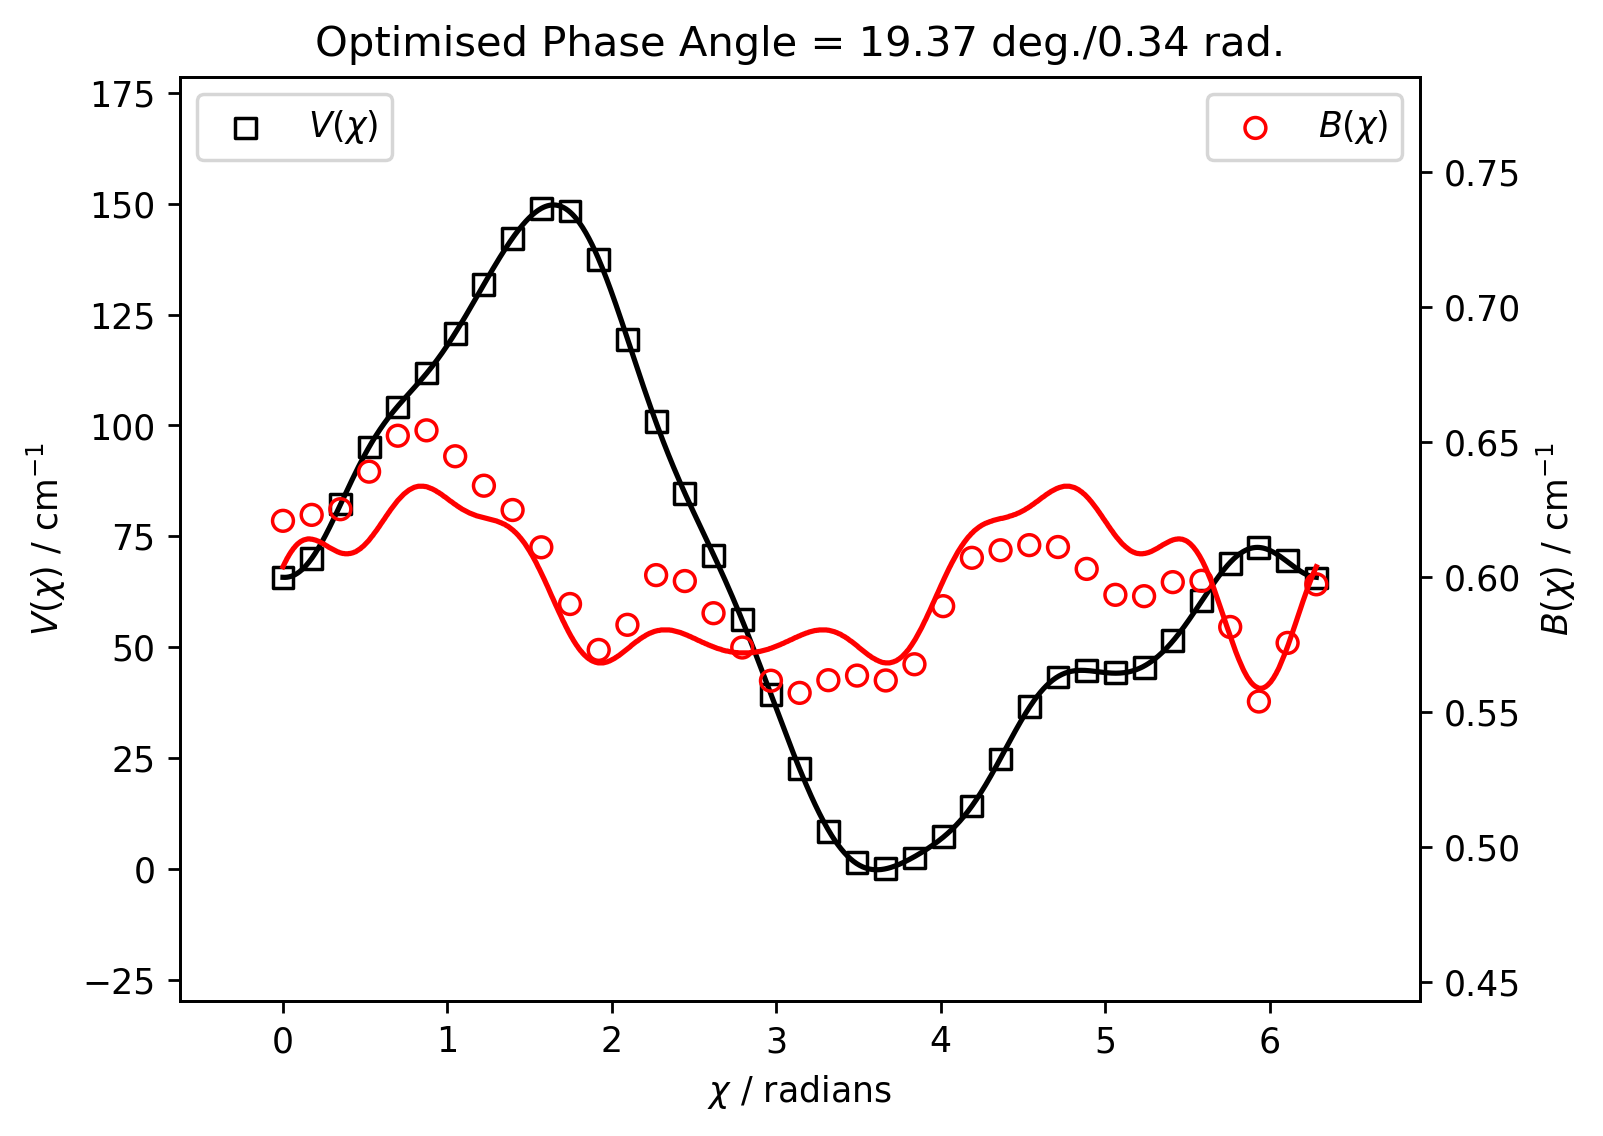 Optimised Phase Angle = 19.37 deg./0.34 rad.
V(χ)
B(χ)
175
150
125
100
75
50
25
0
−25
V(χ) / cm⁻¹
0.75
0.70
0.65
0.60
0.55
0.50
0.45
B(χ) / cm⁻¹
0 1 2 3 4 5 6
χ / radians